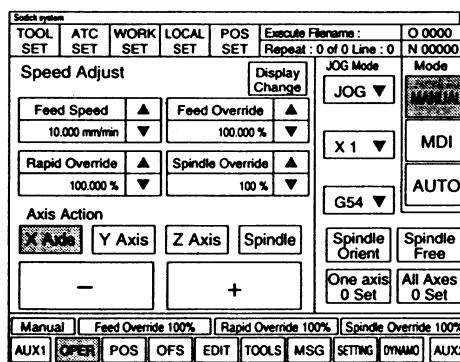 Sodick system
TOOL SET ATC SET WORK SET LOCAL SET POS SET Execute Filename : O 0000
Repeat : 0 of 0 Line : 0 N 00000
Speed Adjust Display Change JOG Mode Mode
JOG ▼ MANUAL
Feed Speed ▲ Feed Override ▲
10.000 mm/min ▼ 100.000 % ▼
X 1 ▼ MDI
Rapid Override ▲ Spindle Override ▲
100.000 % ▼ 100 % ▼
G54 ▼ AUTO
Axis Action
X Axis Y Axis Z Axis Spindle Spindle Orient Spindle Free
− + One axis 0 Set All Axes 0 Set
Manual Feed Override 100% Rapid Override 100% Spindle Override 100%
AUX1 OPER POS OFS EDIT TOOLS MSG SETTING DYNAMO AUX2